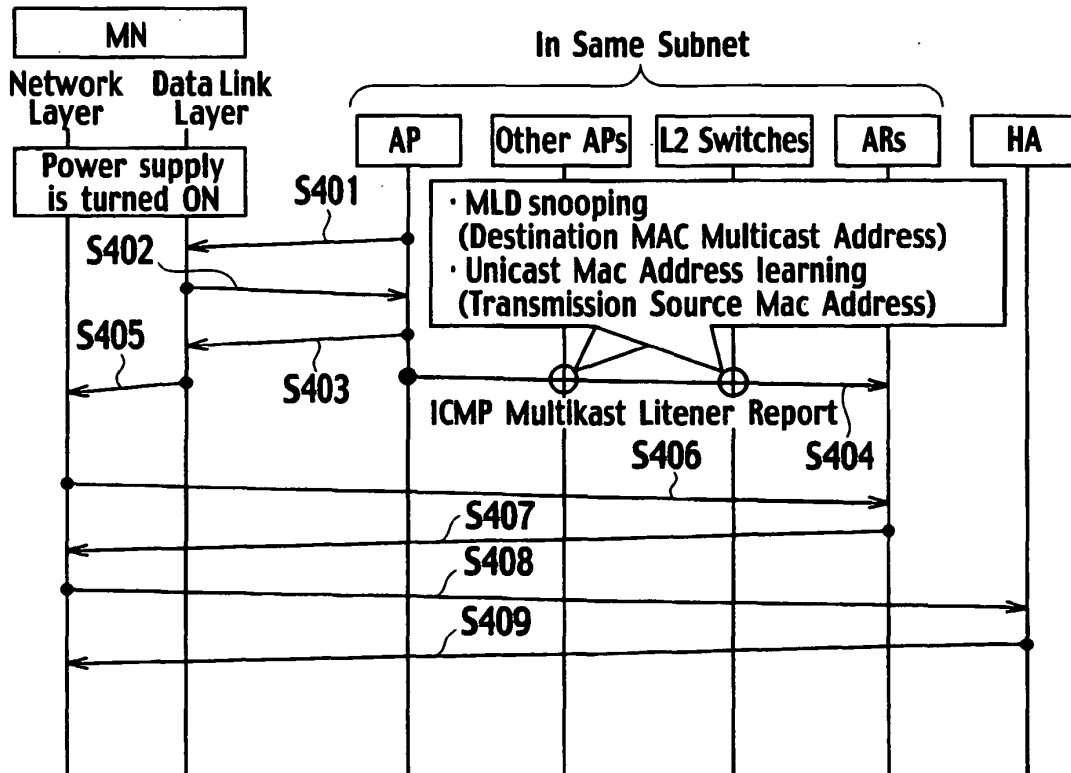 MN
In Same Subnet
Network Layer
Data Link Layer
AP
Other APs
L2 Switches
ARs
HA
Power supply
is turned ON
· MLD snooping
(Destination MAC Multicast Address)
· Unicast Mac Address learning
(Transmission Source Mac Address)
S401
S402
S405
S403
ICMP Multikast Litener Report
S404
S406
S407
S408
S409